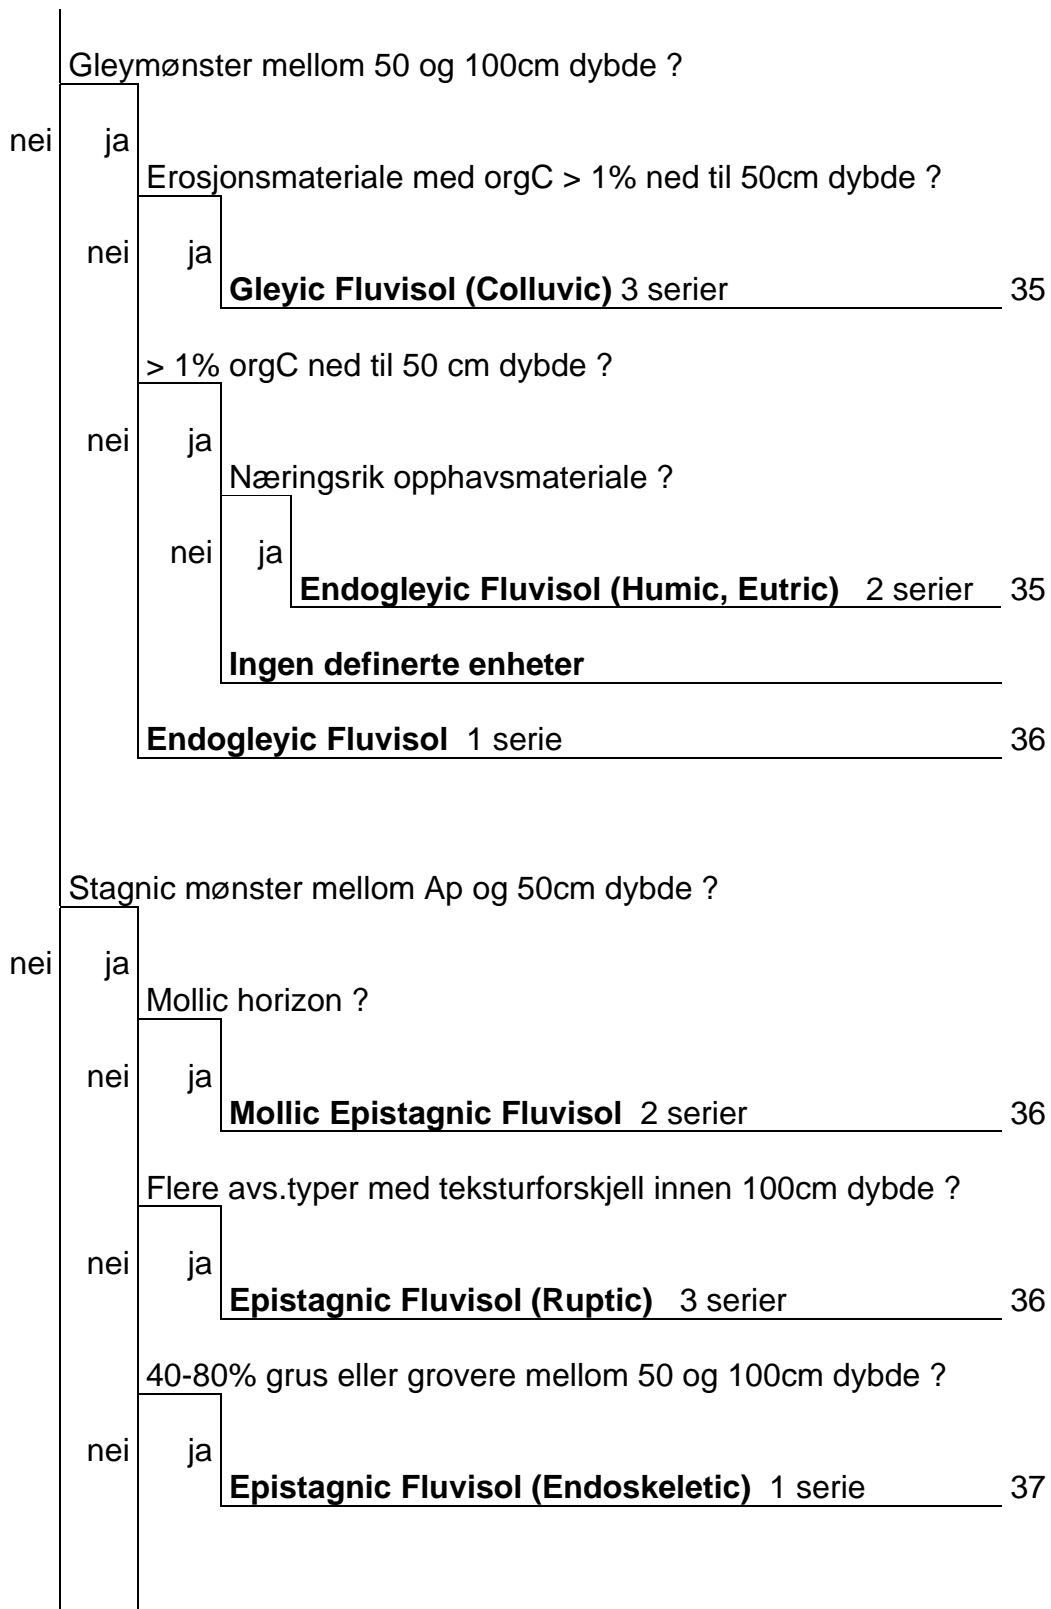 Gleymønster mellom 50 og 100cm dybde ?
nei ja
Erosjonsmateriale med orgC > 1% ned til 50cm dybde ?
nei ja
Gleyic Fluvisol (Colluvic) 3 serier 35
> 1% orgC ned til 50 cm dybde ?
nei ja
Næringsrik opphavsmateriale ?
nei ja
Endogleyic Fluvisol (Humic, Eutric) 2 serier 35
Ingen definerte enheter
Endogleyic Fluvisol 1 serie 36
Stagnic mønster mellom Ap og 50cm dybde ?
nei ja
Mollic horizon ?
nei ja
Mollic Epistagnic Fluvisol 2 serier 36
Flere avs.typer med teksturforskjell innen 100cm dybde ?
nei ja
Epistagnic Fluvisol (Ruptic) 3 serier 36
40-80% grus eller grovere mellom 50 og 100cm dybde ?
nei ja
Epistagnic Fluvisol (Endoskeletic) 1 serie 37